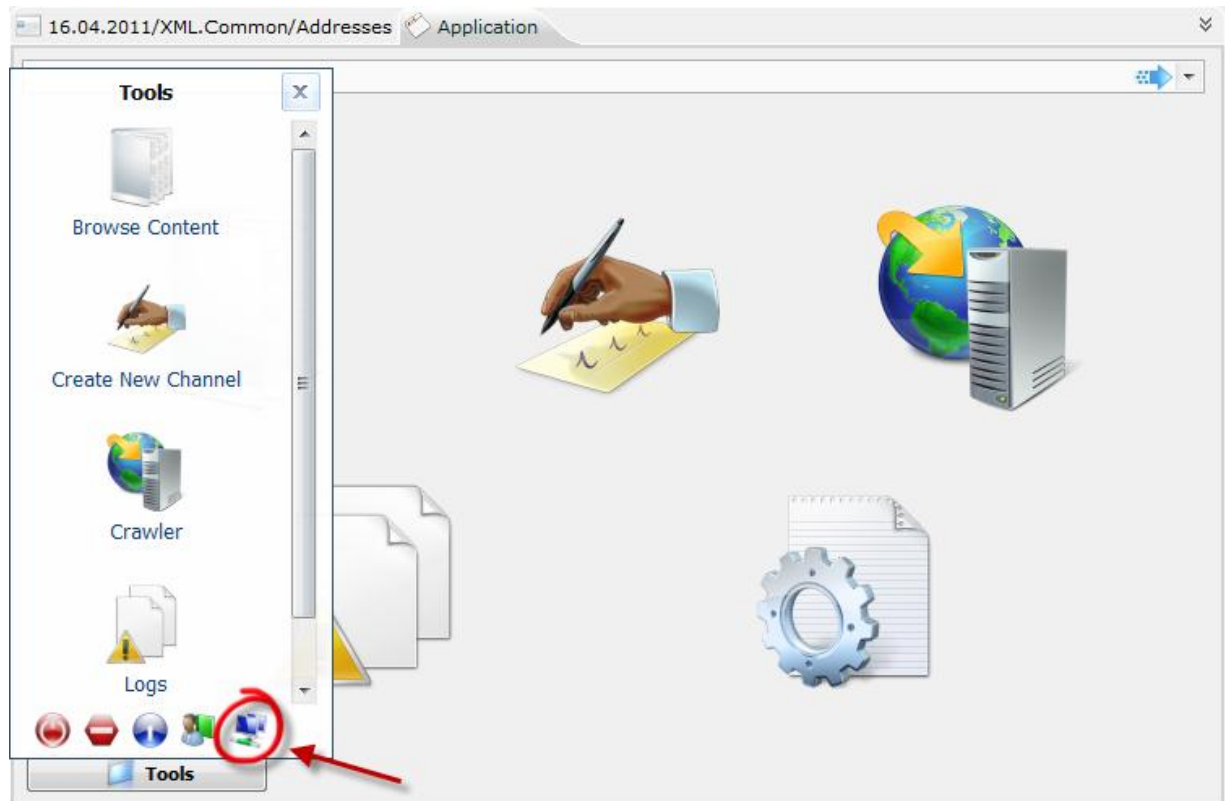 16.04.2011/XML.Common/Addresses Application
Tools
Browse Content
Create New Channel
Crawler
Logs
Tools